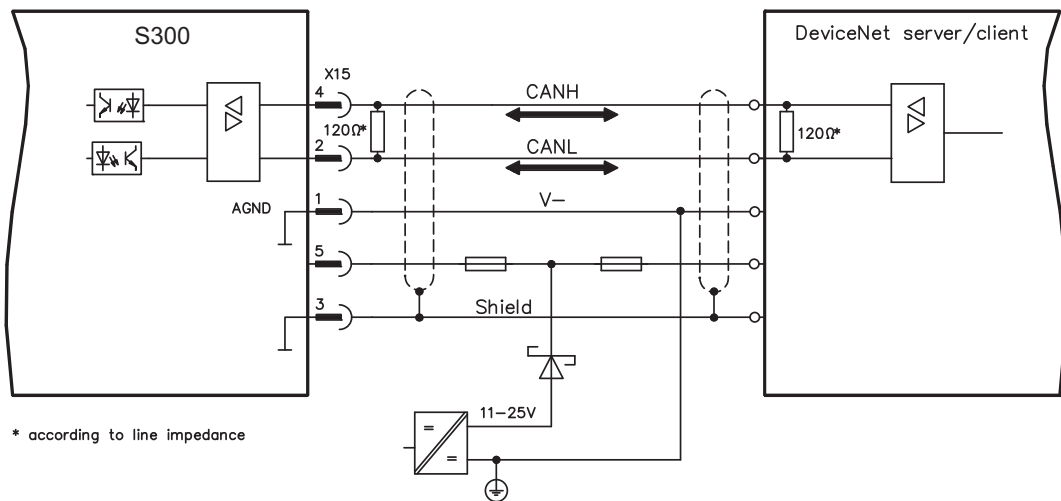 S300
DeviceNet server/client
X15
4
CANH
120Ω*
120Ω*
2
CANL
1
AGND
V–
5
3
Shield
11–25V
=
=
* according to line impedance